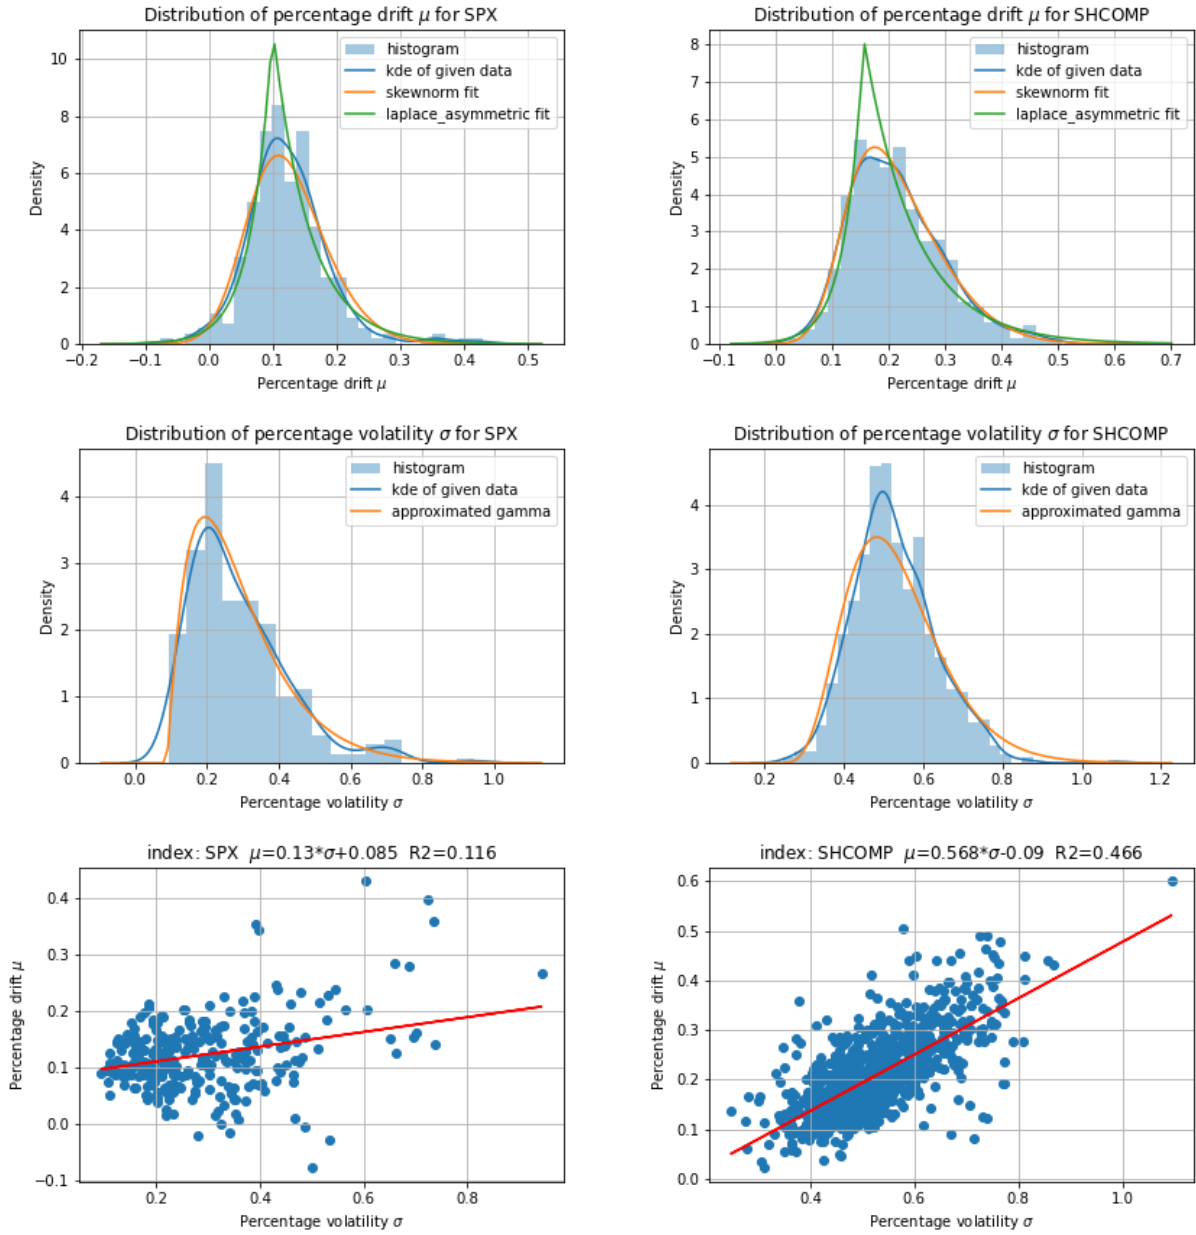 Distribution of percentage drift μ for SPX
Density
10
8
6
4
2
0
histogram
kde of given data
skewnorm fit
laplace_asymmetric fit
−0.2 −0.1 0.0 0.1 0.2 0.3 0.4 0.5
Percentage drift μ
Distribution of percentage drift μ for SHCOMP
Density
8
7
6
5
4
3
2
1
0
histogram
kde of given data
skewnorm fit
laplace_asymmetric fit
−0.1 0.0 0.1 0.2 0.3 0.4 0.5 0.6 0.7
Percentage drift μ
Distribution of percentage volatility σ for SPX
Density
4
3
2
1
0
histogram
kde of given data
approximated gamma
0.0 0.2 0.4 0.6 0.8 1.0
Percentage volatility σ
Distribution of percentage volatility σ for SHCOMP
Density
4
3
2
1
0
histogram
kde of given data
approximated gamma
0.2 0.4 0.6 0.8 1.0 1.2
Percentage volatility σ
index: SPX μ=0.13*σ+0.085 R2=0.116
Percentage drift μ
0.4
0.3
0.2
0.1
0.0
−0.1
0.2 0.4 0.6 0.8
Percentage volatility σ
index: SHCOMP μ=0.568*σ-0.09 R2=0.466
Percentage drift μ
0.6
0.5
0.4
0.3
0.2
0.1
0.0
0.4 0.6 0.8 1.0
Percentage volatility σ